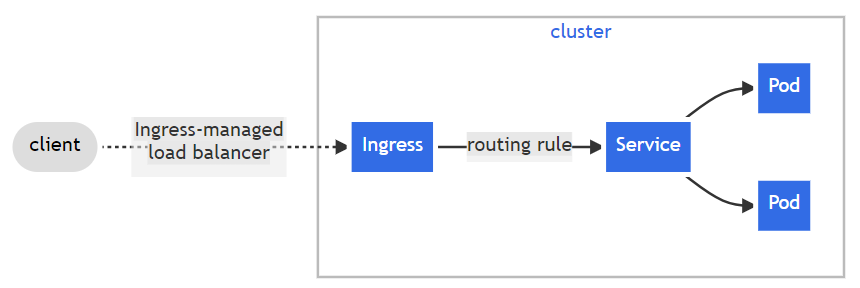 cluster
client
Ingress-managed
load balancer
Ingress
routing rule
Service
Pod
Pod